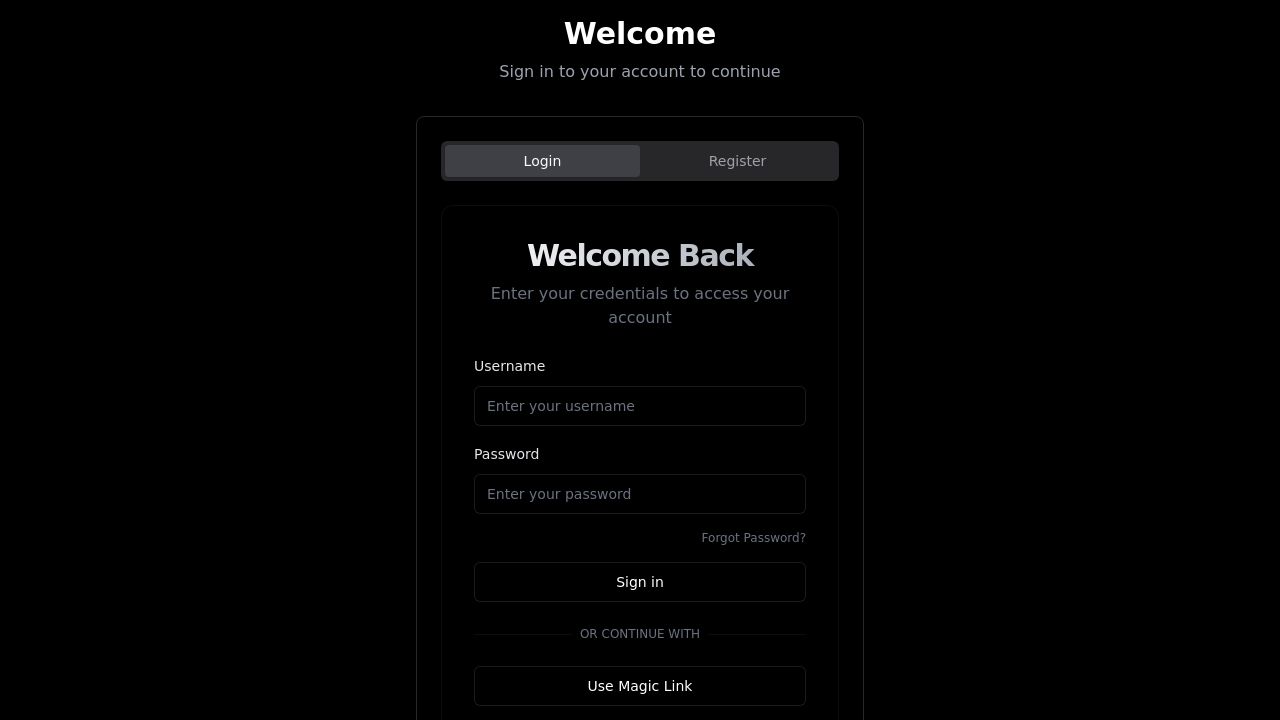 Welcome
Sign in to your account to continue
Login
Register
Welcome Back
Enter your credentials to access your
account
Username
Enter your username
Password
Enter your password
Forgot Password?
Sign in
OR CONTINUE WITH
Use Magic Link